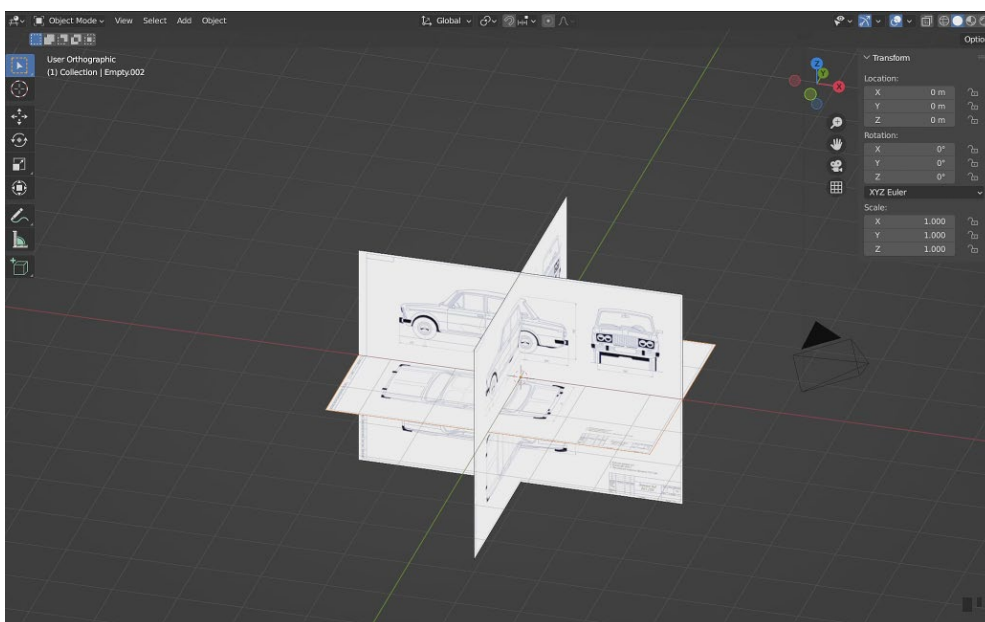 Object Mode View Select Add Object Global
Optio
User Orthographic
(1) Collection | Empty.002
Z
Y
X
Transform
Location:
X 0 m
Y 0 m
Z 0 m
Rotation:
X 0°
Y 0°
Z 0°
XYZ Euler
Scale:
X 1.000
Y 1.000
Z 1.000